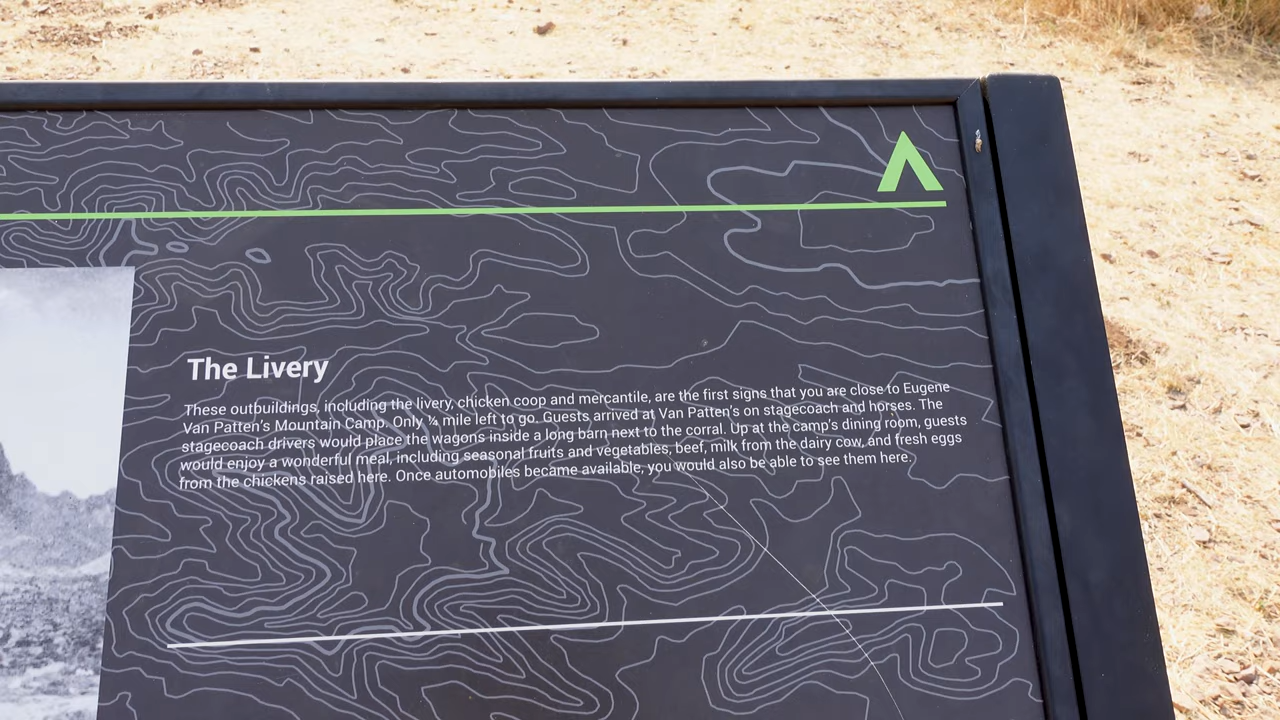 The Livery
These outbuildings, including the livery, chicken coop and mercantile, are the first signs that you are close to Eugene
Van Patten's Mountain Camp. Only ¼ mile left to go. Guests arrived at Van Patten's on stagecoach and horses. The
stagecoach drivers would place the wagons inside a long barn next to the corral. Up at the camp's dining room, guests
would enjoy a wonderful meal, including seasonal fruits and vegetables, beef, milk from the dairy cow, and fresh eggs
from the chickens raised here. Once automobiles became available, you would also be able to see them here.